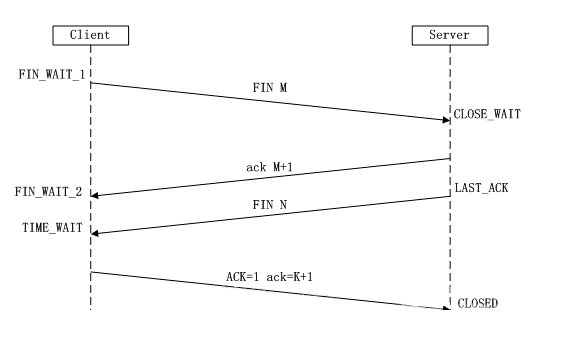 Client Server
FIN_WAIT_1
FIN M
CLOSE_WAIT
ack M+1
FIN_WAIT_2
LAST_ACK
FIN N
TIME_WAIT
ACK=1 ack=K+1
CLOSED